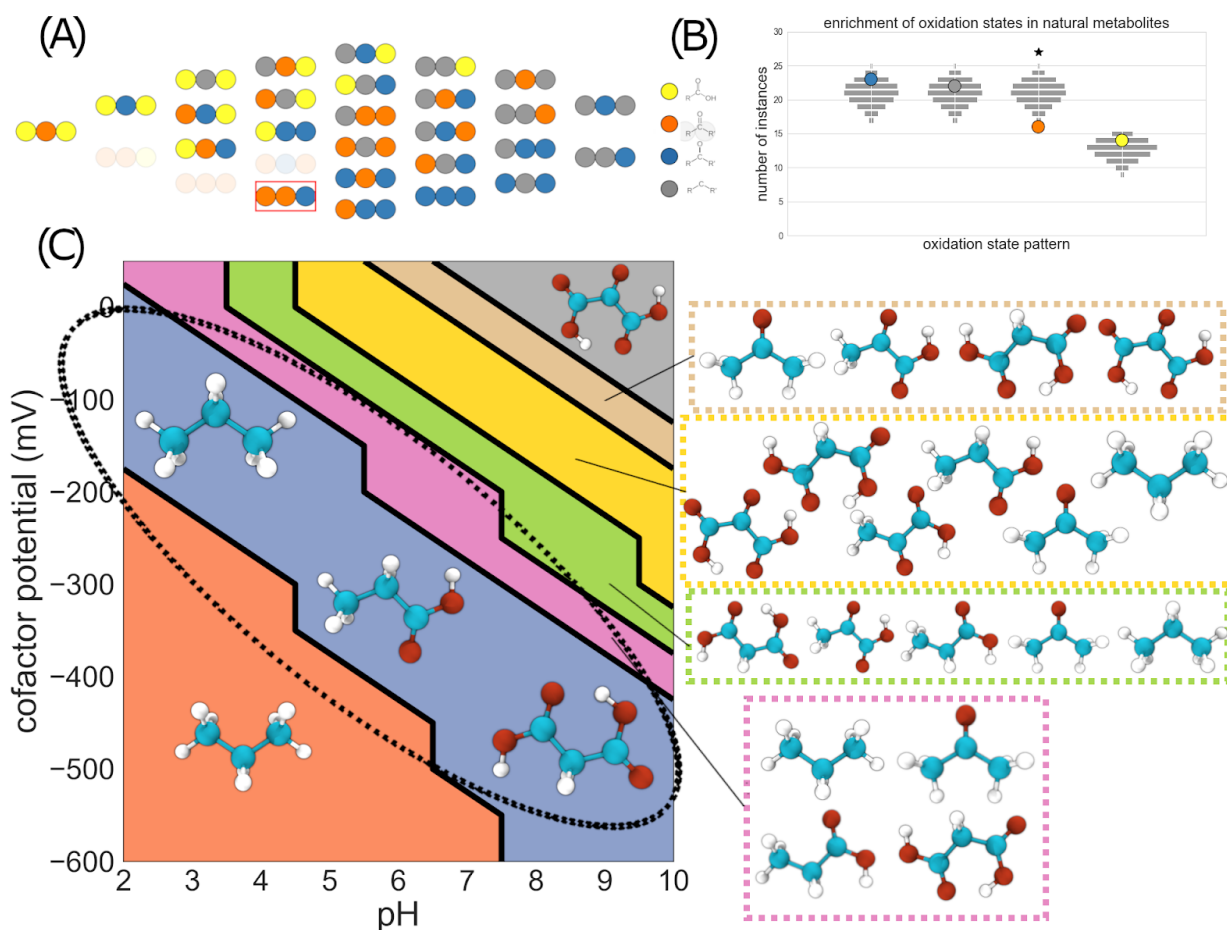 (A)
O
R
OH
O
R
R'
O
R
R'
R
R'
(B)
enrichment of oxidation states in natural metabolites
number of instances
30
25
20
15
10
5
0
oxidation state pattern
(C)
cofactor potential (mV)
0
−100
−200
−300
−400
−500
−600
2 3 4 5 6 7 8 9 10
pH